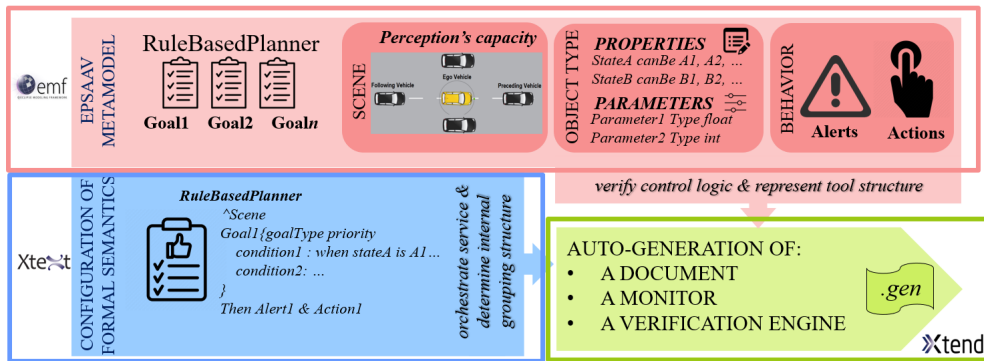 emf
ECLIPSE MODELING FRAMEWORK
EPSAAV
METAMODEL
RuleBasedPlanner
Goal1
Goal2
Goaln
SCENE
Perception's capacity
Ego Vehicle
Following Vehicle
Preceding Vehicle
OBJECT TYPE
PROPERTIES
StateA canBe A1, A2, ...
StateB canBe B1, B2, ...
PARAMETERS
Parameter1 Type float
Parameter2 Type int
BEHAVIOR
Alerts
Actions
Xtext
CONFIGURATION OF
FORMAL SEMANTICS
RuleBasedPlanner
^Scene
Goal1{goalType priority
condition1 : when stateA is A1 ...
condition2: ...
}
Then Alert1 & Action1
orchestrate service &
determine internal
grouping structure
verify control logic & represent tool structure
AUTO-GENERATION OF:
• A DOCUMENT
• A MONITOR
• A VERIFICATION ENGINE
.gen
Xtend